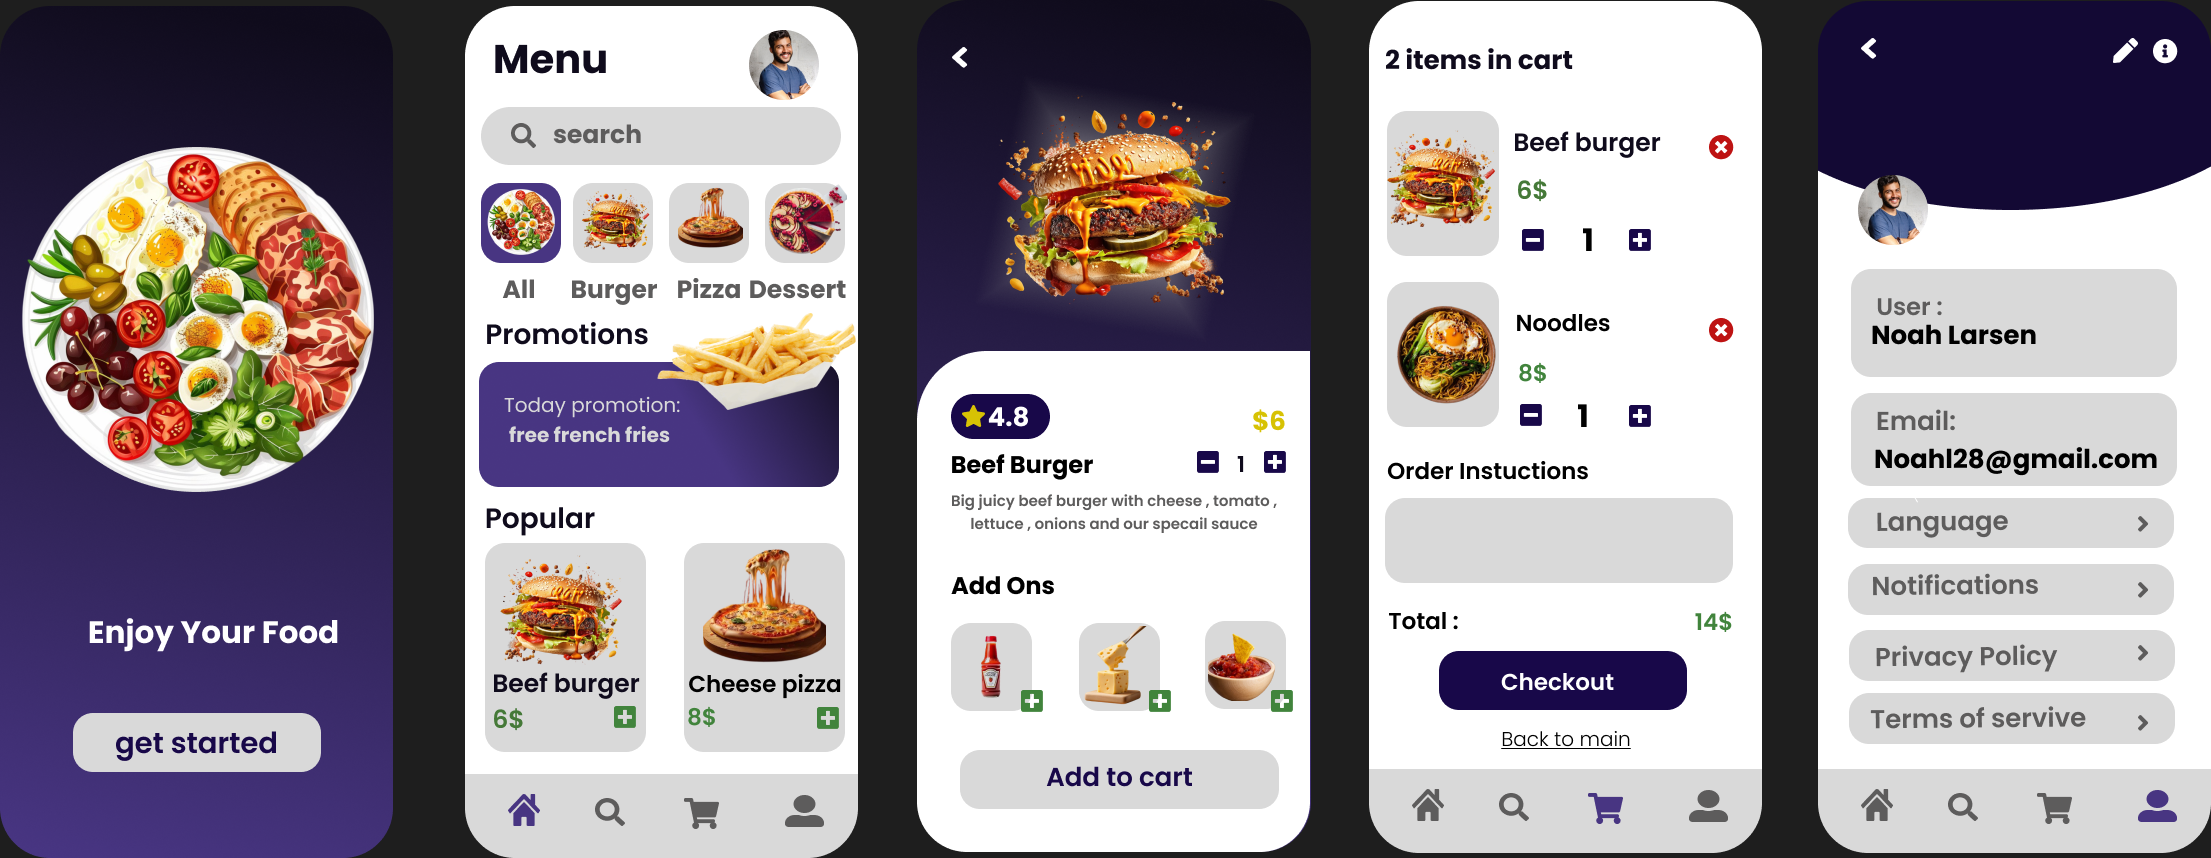 Enjoy Your Food
get started
Menu
search
All
Burger
Pizza
Dessert
Promotions
Today promotion:
free french fries
Popular
Beef burger
6$
Cheese pizza
8$
4.8
$6
Beef Burger
1
Big juicy beef burger with cheese , tomato ,
lettuce , onions and our specail sauce
Add Ons
Add to cart
2 items in cart
Beef burger
6$
1
Noodles
8$
1
Order Instuctions
Total :
14$
Checkout
Back to main
User :
Noah Larsen
Email:
Noahl28@gmail.com
Language
Notifications
Privacy Policy
Terms of servive